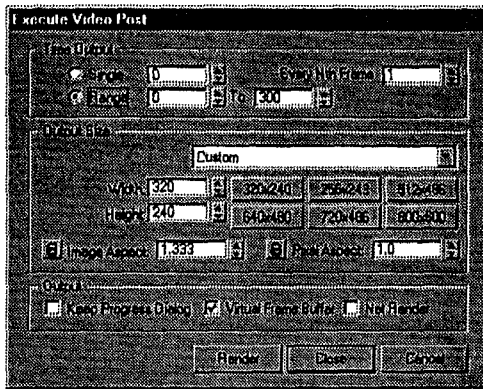 Execute Video Post
Time Output
Single 0 Every Nth Frame 1
Range 0 To 300
Output Size
Custom
Width: 320 320x240 256x243 512x486
Height: 240 640x480 720x486 800x600
Image Aspect: 1.333 Pixel Aspect: 1.0
Output
Keep Progress Dialog Virtual Frame Buffer Net Render
Render Close Cancel